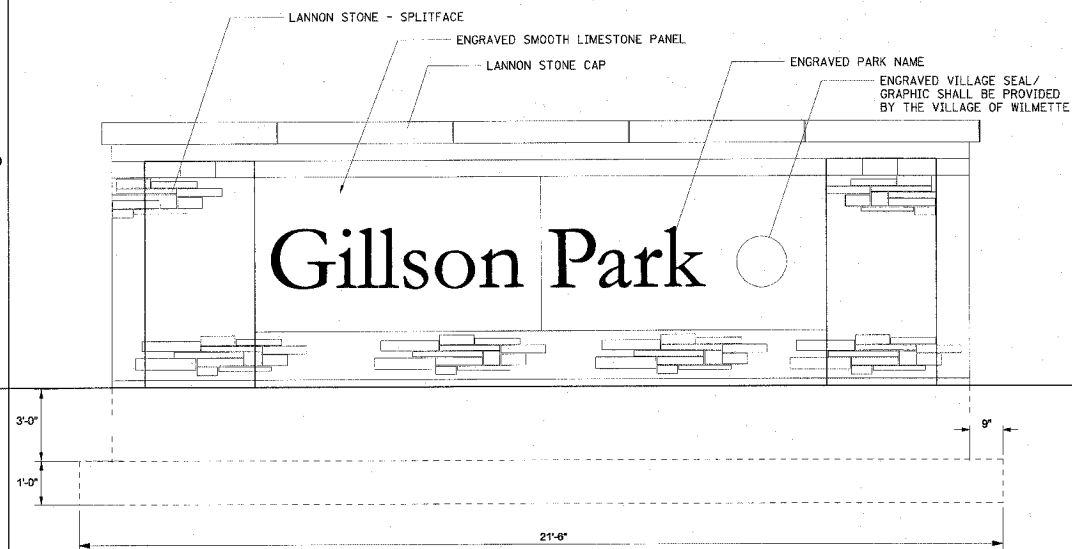 LANNON STONE - SPLITFACE
ENGRAVED SMOOTH LIMESTONE PANEL
LANNON STONE CAP
ENGRAVED PARK NAME
ENGRAVED VILLAGE SEAL/
GRAPHIC SHALL BE PROVIDED
BY THE VILLAGE OF WILMETTE
Gillson Park
3'-0"
9"
1'-0"
21'-6"